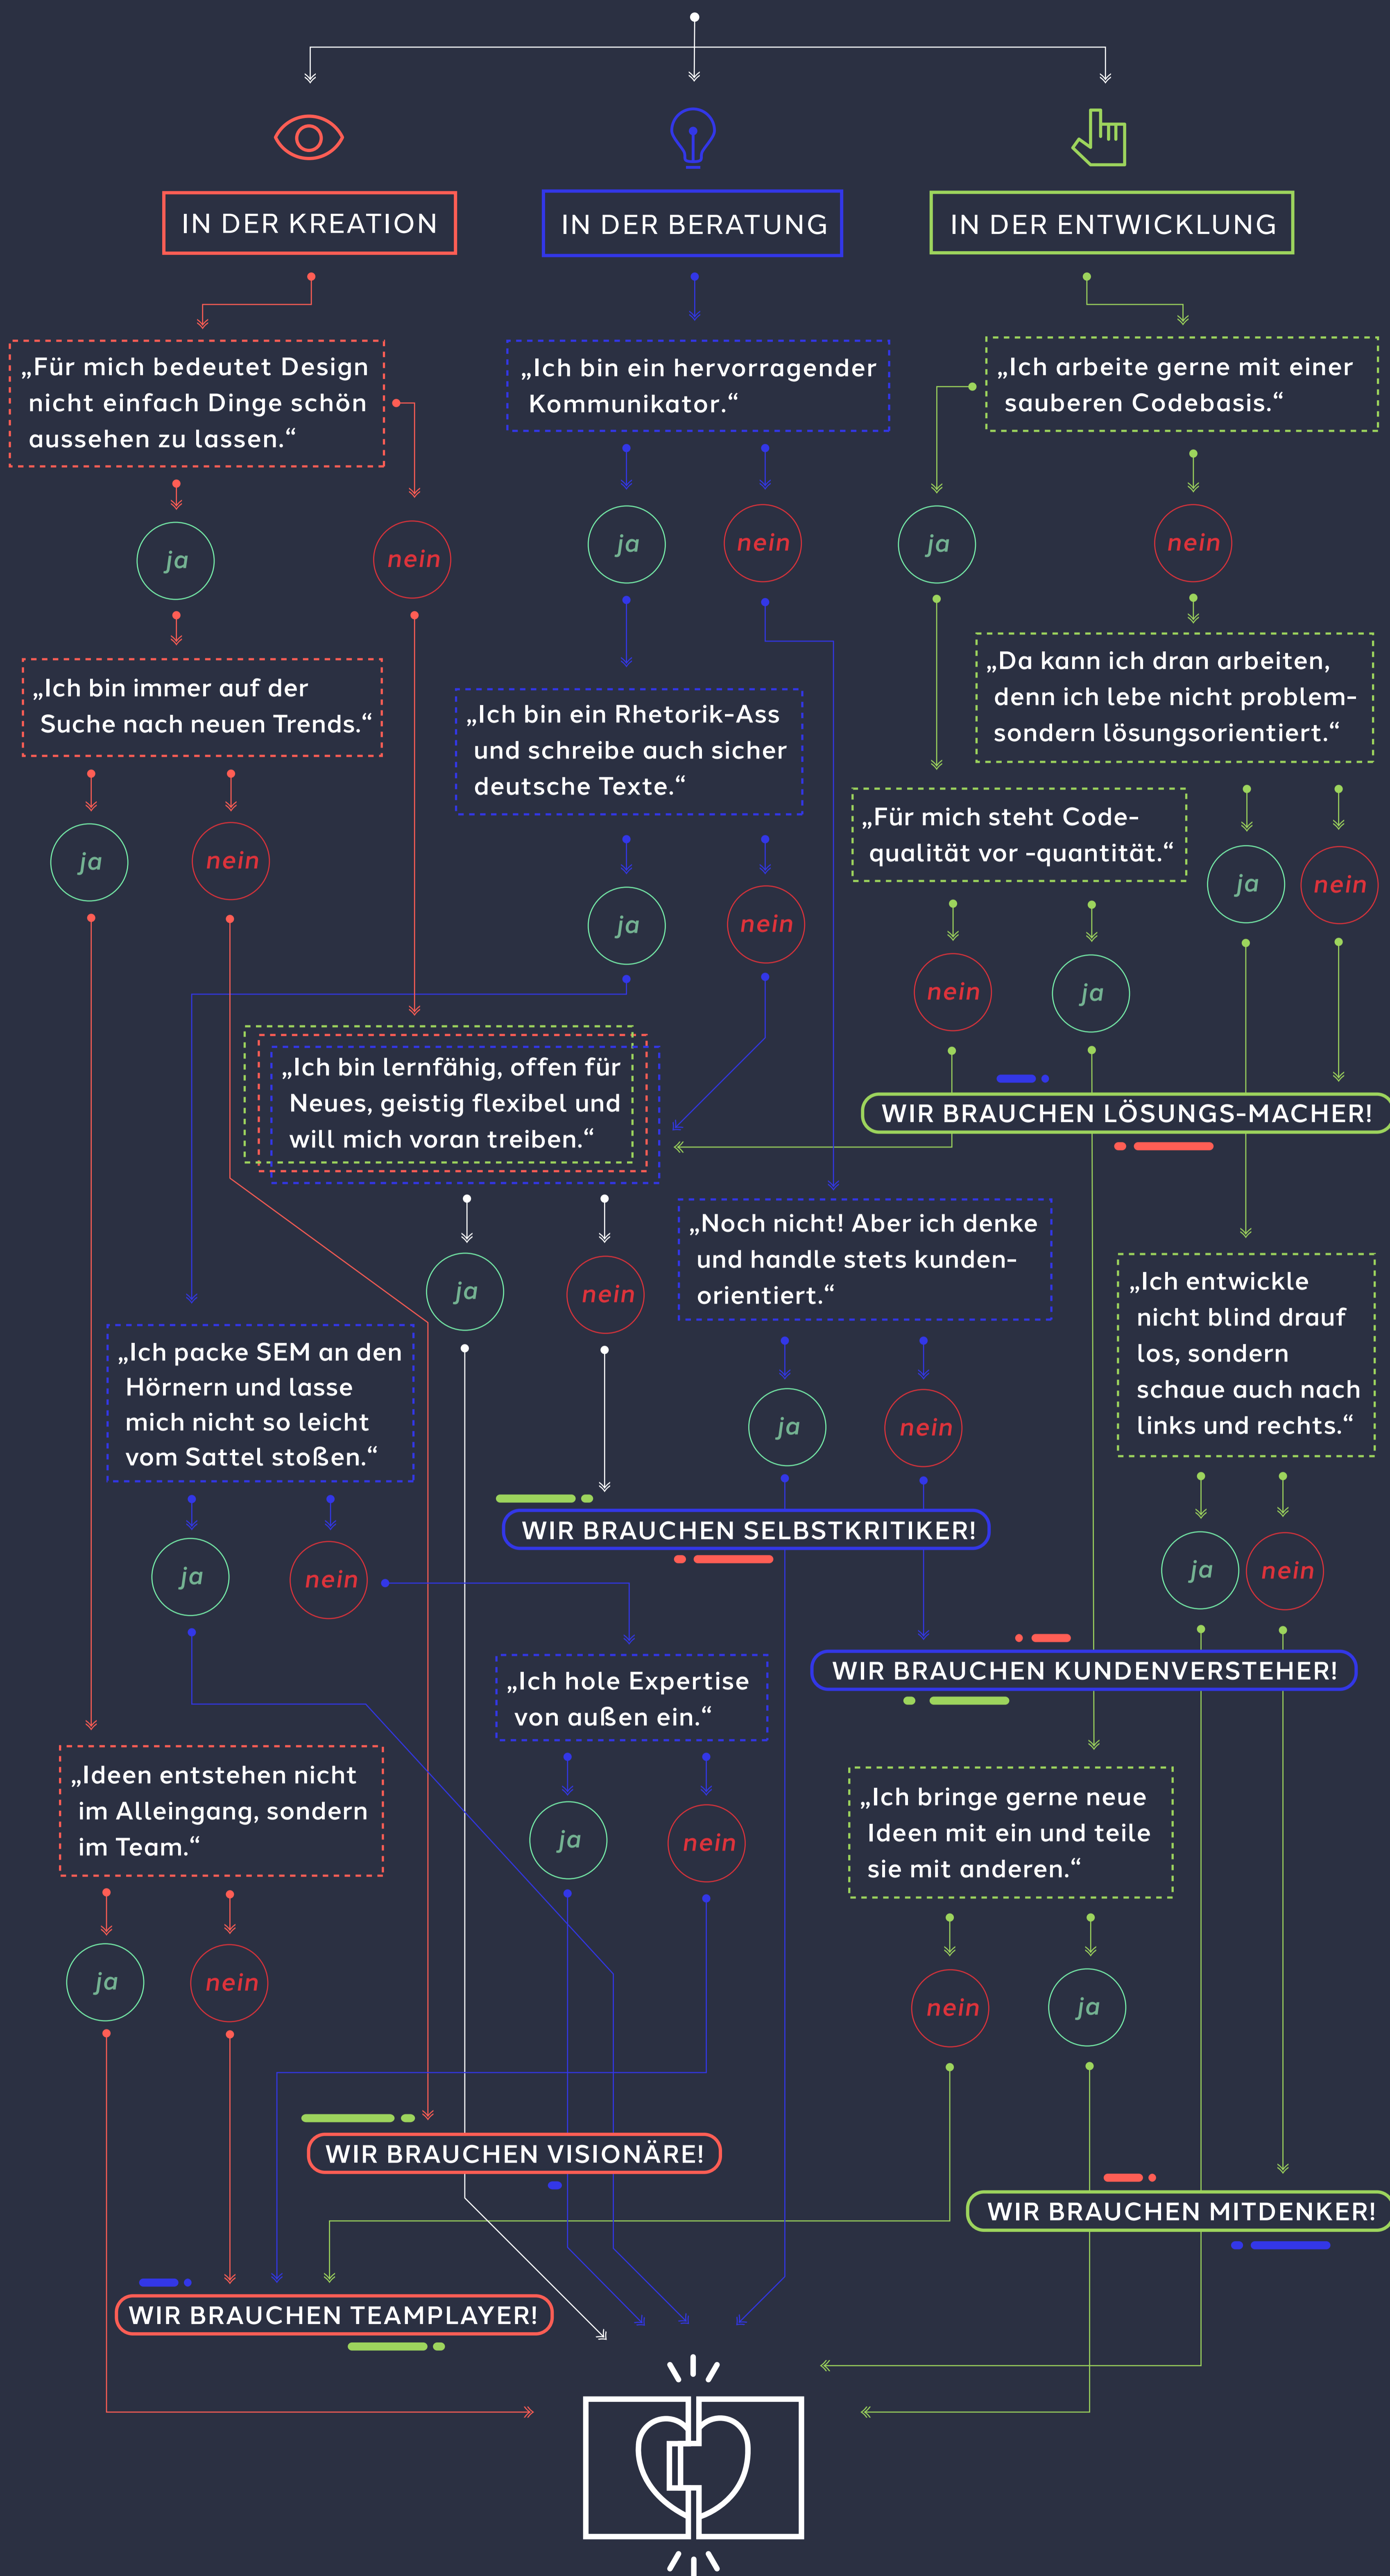 IN DER KREATION
IN DER BERATUNG
IN DER ENTWICKLUNG
„Für mich bedeutet Design
nicht einfach Dinge schön
aussehen zu lassen.“
„Ich bin ein hervorragender
Kommunikator.“
„Ich arbeite gerne mit einer
sauberen Codebasis.“
ja
nein
ja
nein
ja
nein
„Ich bin immer auf der
Suche nach neuen Trends.“
„Ich bin ein Rhetorik-Ass
und schreibe auch sicher
deutsche Texte.“
„Da kann ich dran arbeiten,
denn ich lebe nicht problem-
sondern lösungsorientiert.“
„Für mich steht Code-
qualität vor -quantität.“
ja
nein
ja
nein
ja
nein
nein
ja
„Ich bin lernfähig, offen für
Neues, geistig flexibel und
will mich voran treiben.“
WIR BRAUCHEN LÖSUNGS-MACHER!
ja
nein
„Noch nicht! Aber ich denke
und handle stets kunden-
orientiert.“
„Ich entwickle
nicht blind drauf
los, sondern
schaue auch nach
links und rechts.“
„Ich packe SEM an den
Hörnern und lasse
mich nicht so leicht
vom Sattel stoßen.“
ja
nein
WIR BRAUCHEN SELBSTKRITIKER!
ja
nein
ja
nein
„Ich hole Expertise
von außen ein.“
WIR BRAUCHEN KUNDENVERSTEHER!
„Ideen entstehen nicht
im Alleingang, sondern
im Team.“
ja
nein
„Ich bringe gerne neue
Ideen mit ein und teile
sie mit anderen.“
ja
nein
nein
ja
WIR BRAUCHEN VISIONÄRE!
WIR BRAUCHEN MITDENKER!
WIR BRAUCHEN TEAMPLAYER!